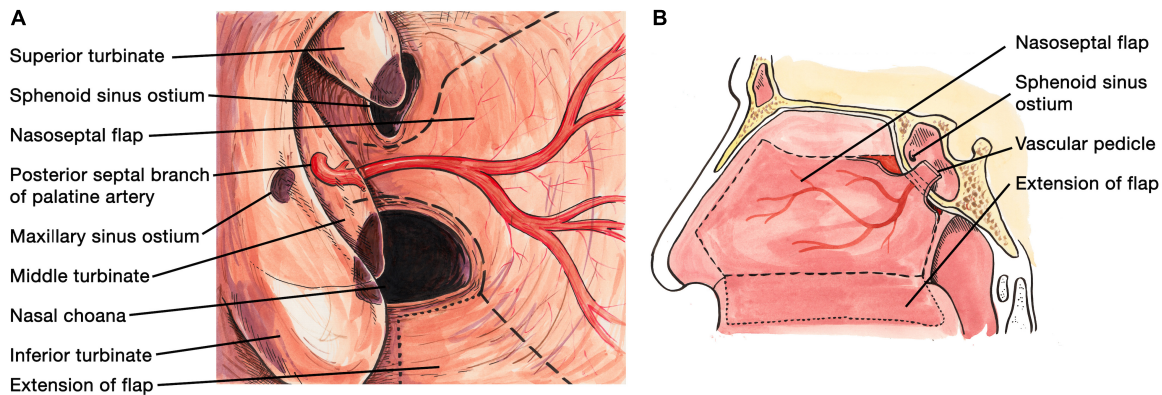 A
Superior turbinate
Sphenoid sinus ostium
Nasoseptal flap
Posterior septal branch
of palatine artery
Maxillary sinus ostium
Middle turbinate
Nasal choana
Inferior turbinate
Extension of flap
B
Nasoseptal flap
Sphenoid sinus
ostium
Vascular pedicle
Extension of flap